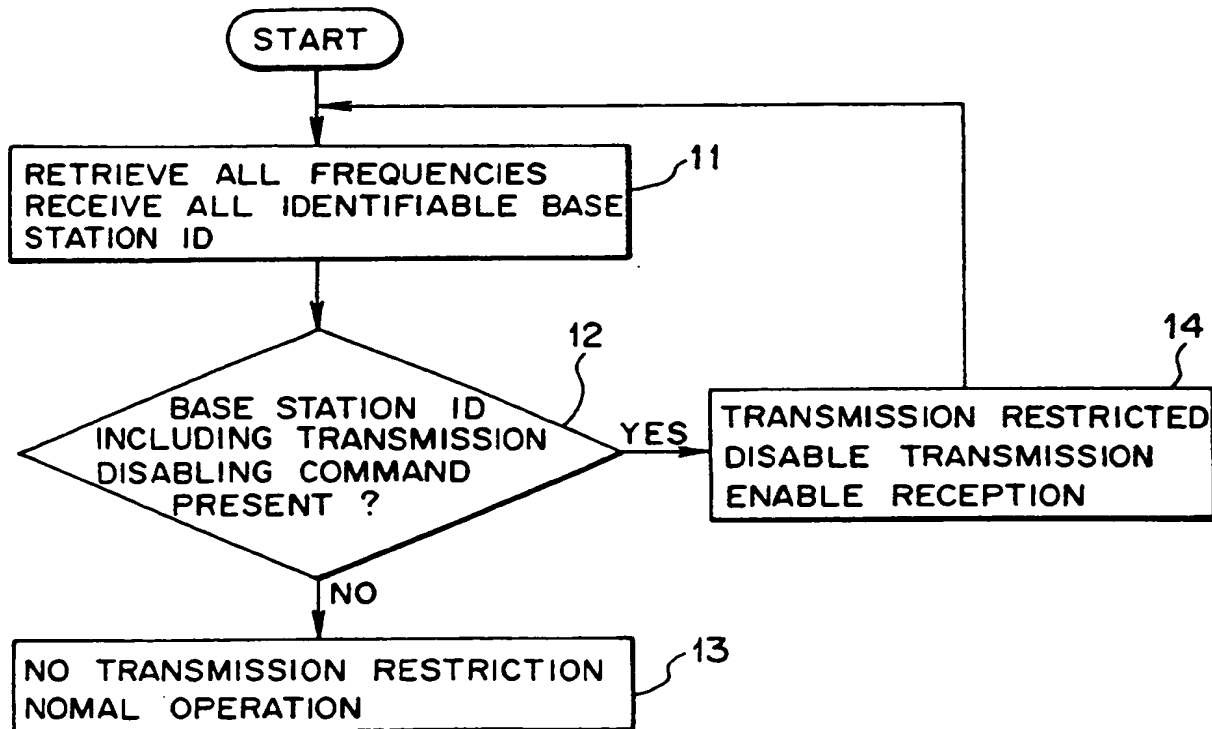 START
11
RETRIEVE ALL FREQUENCIES
RECEIVE ALL IDENTIFIABLE BASE
STATION ID
12
BASE STATION ID
INCLUDING TRANSMISSION
DISABLING COMMAND
PRESENT ?
YES
14
TRANSMISSION RESTRICTED
DISABLE TRANSMISSION
ENABLE RECEPTION
NO
13
NO TRANSMISSION RESTRICTION
NOMAL OPERATION